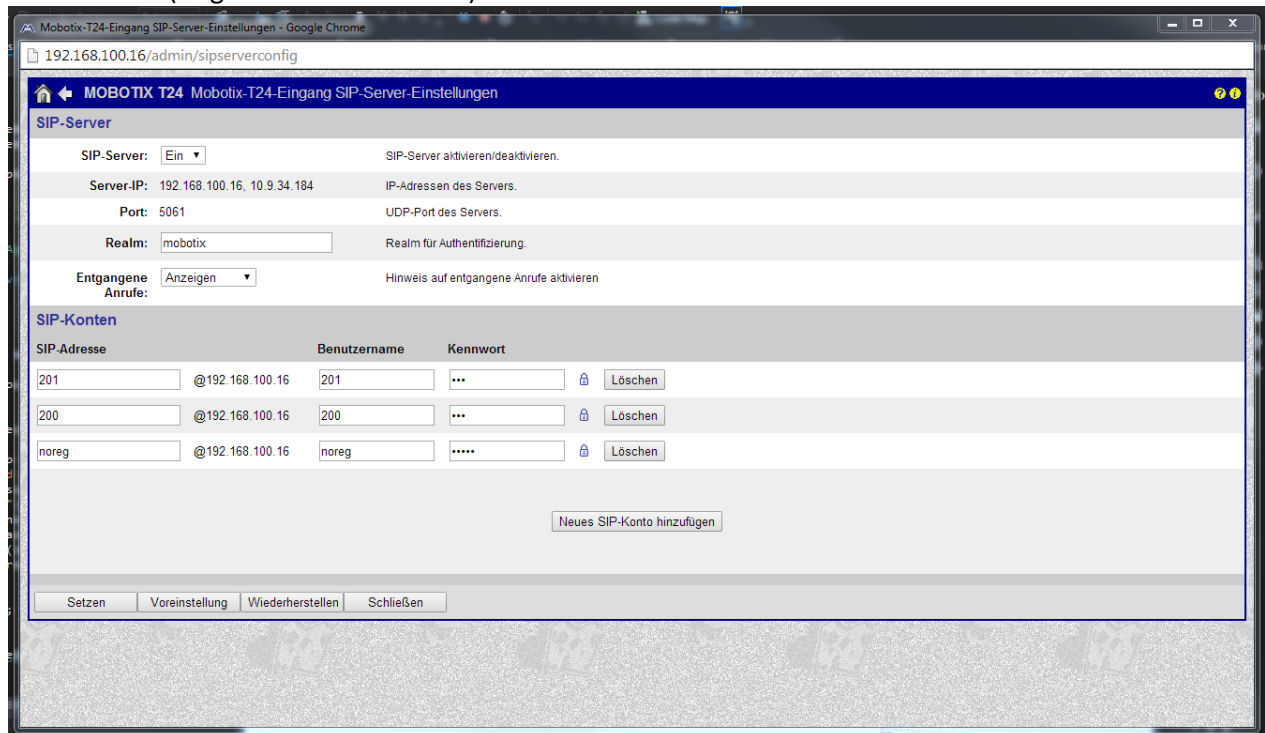 Mobotix-T24-Eingang SIP-Server-Einstellungen - Google Chrome
192.168.100.16/admin/sipserverconfig
MOBOTIX T24 Mobotix-T24-Eingang SIP-Server-Einstellungen
SIP-Server
SIP-Server: Ein SIP-Server aktivieren/deaktivieren.
Server-IP: 192.168.100.16, 10.9.34.184 IP-Adressen des Servers.
Port: 5061 UDP-Port des Servers.
Realm: mobotix Realm für Authentifizierung.
Entgangene Anrufe: Anzeigen Hinweis auf entgangene Anrufe aktivieren
SIP-Konten
SIP-Adresse Benutzername Kennwort
201 @192.168.100.16 201 ••• Löschen
200 @192.168.100.16 200 ••• Löschen
noreg @192.168.100.16 noreg ••••• Löschen
Neues SIP-Konto hinzufügen
Setzen Voreinstellung Wiederherstellen Schließen